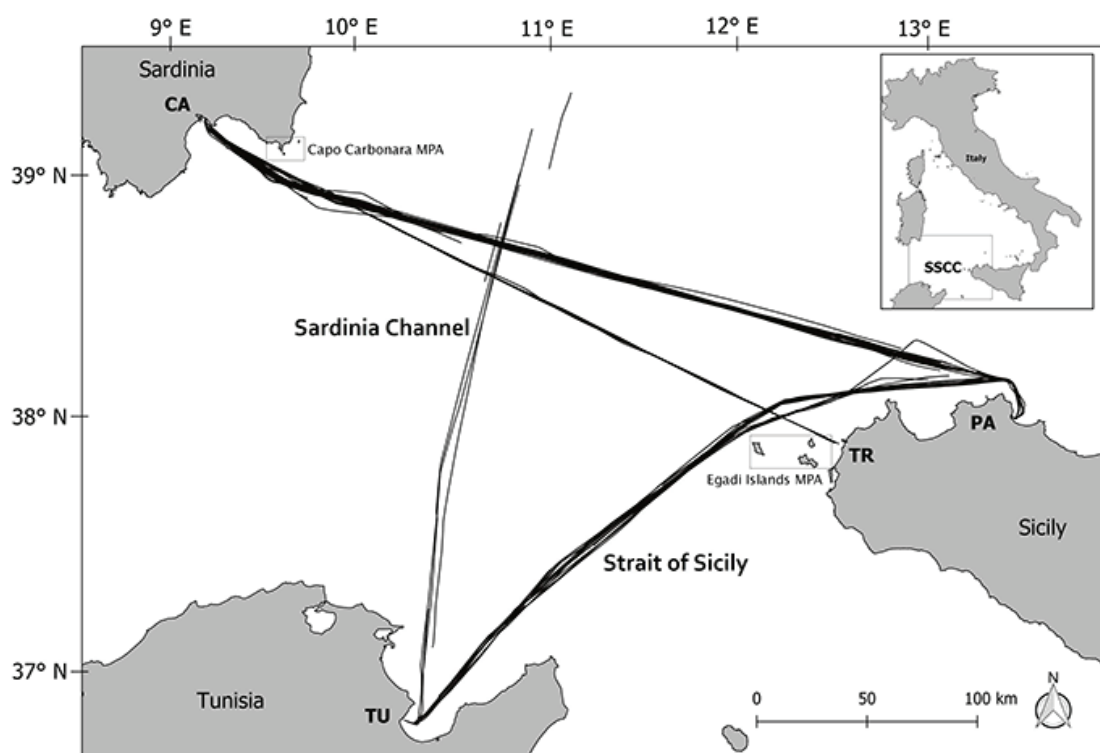 9° E 10° E 11° E 12° E 13° E
Sardinia
CA
Capo Carbonara MPA
39° N
Italy
SSCC
Sardinia Channel
38° N
PA
TR
Egadi Islands MPA
Sicily
Strait of Sicily
37° N
Tunisia
TU
0 50 100 km
N